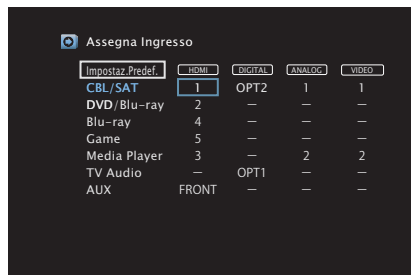 Assegna Ingresso
Impostaz.Predef. HDMI DIGITAL ANALOG VIDEO
CBL/SAT 1 OPT2 1 1
DVD/Blu-ray 2 — — —
Blu-ray 4 — — —
Game 5 — — —
Media Player 3 — 2 2
TV Audio — OPT1 — —
AUX FRONT — — —